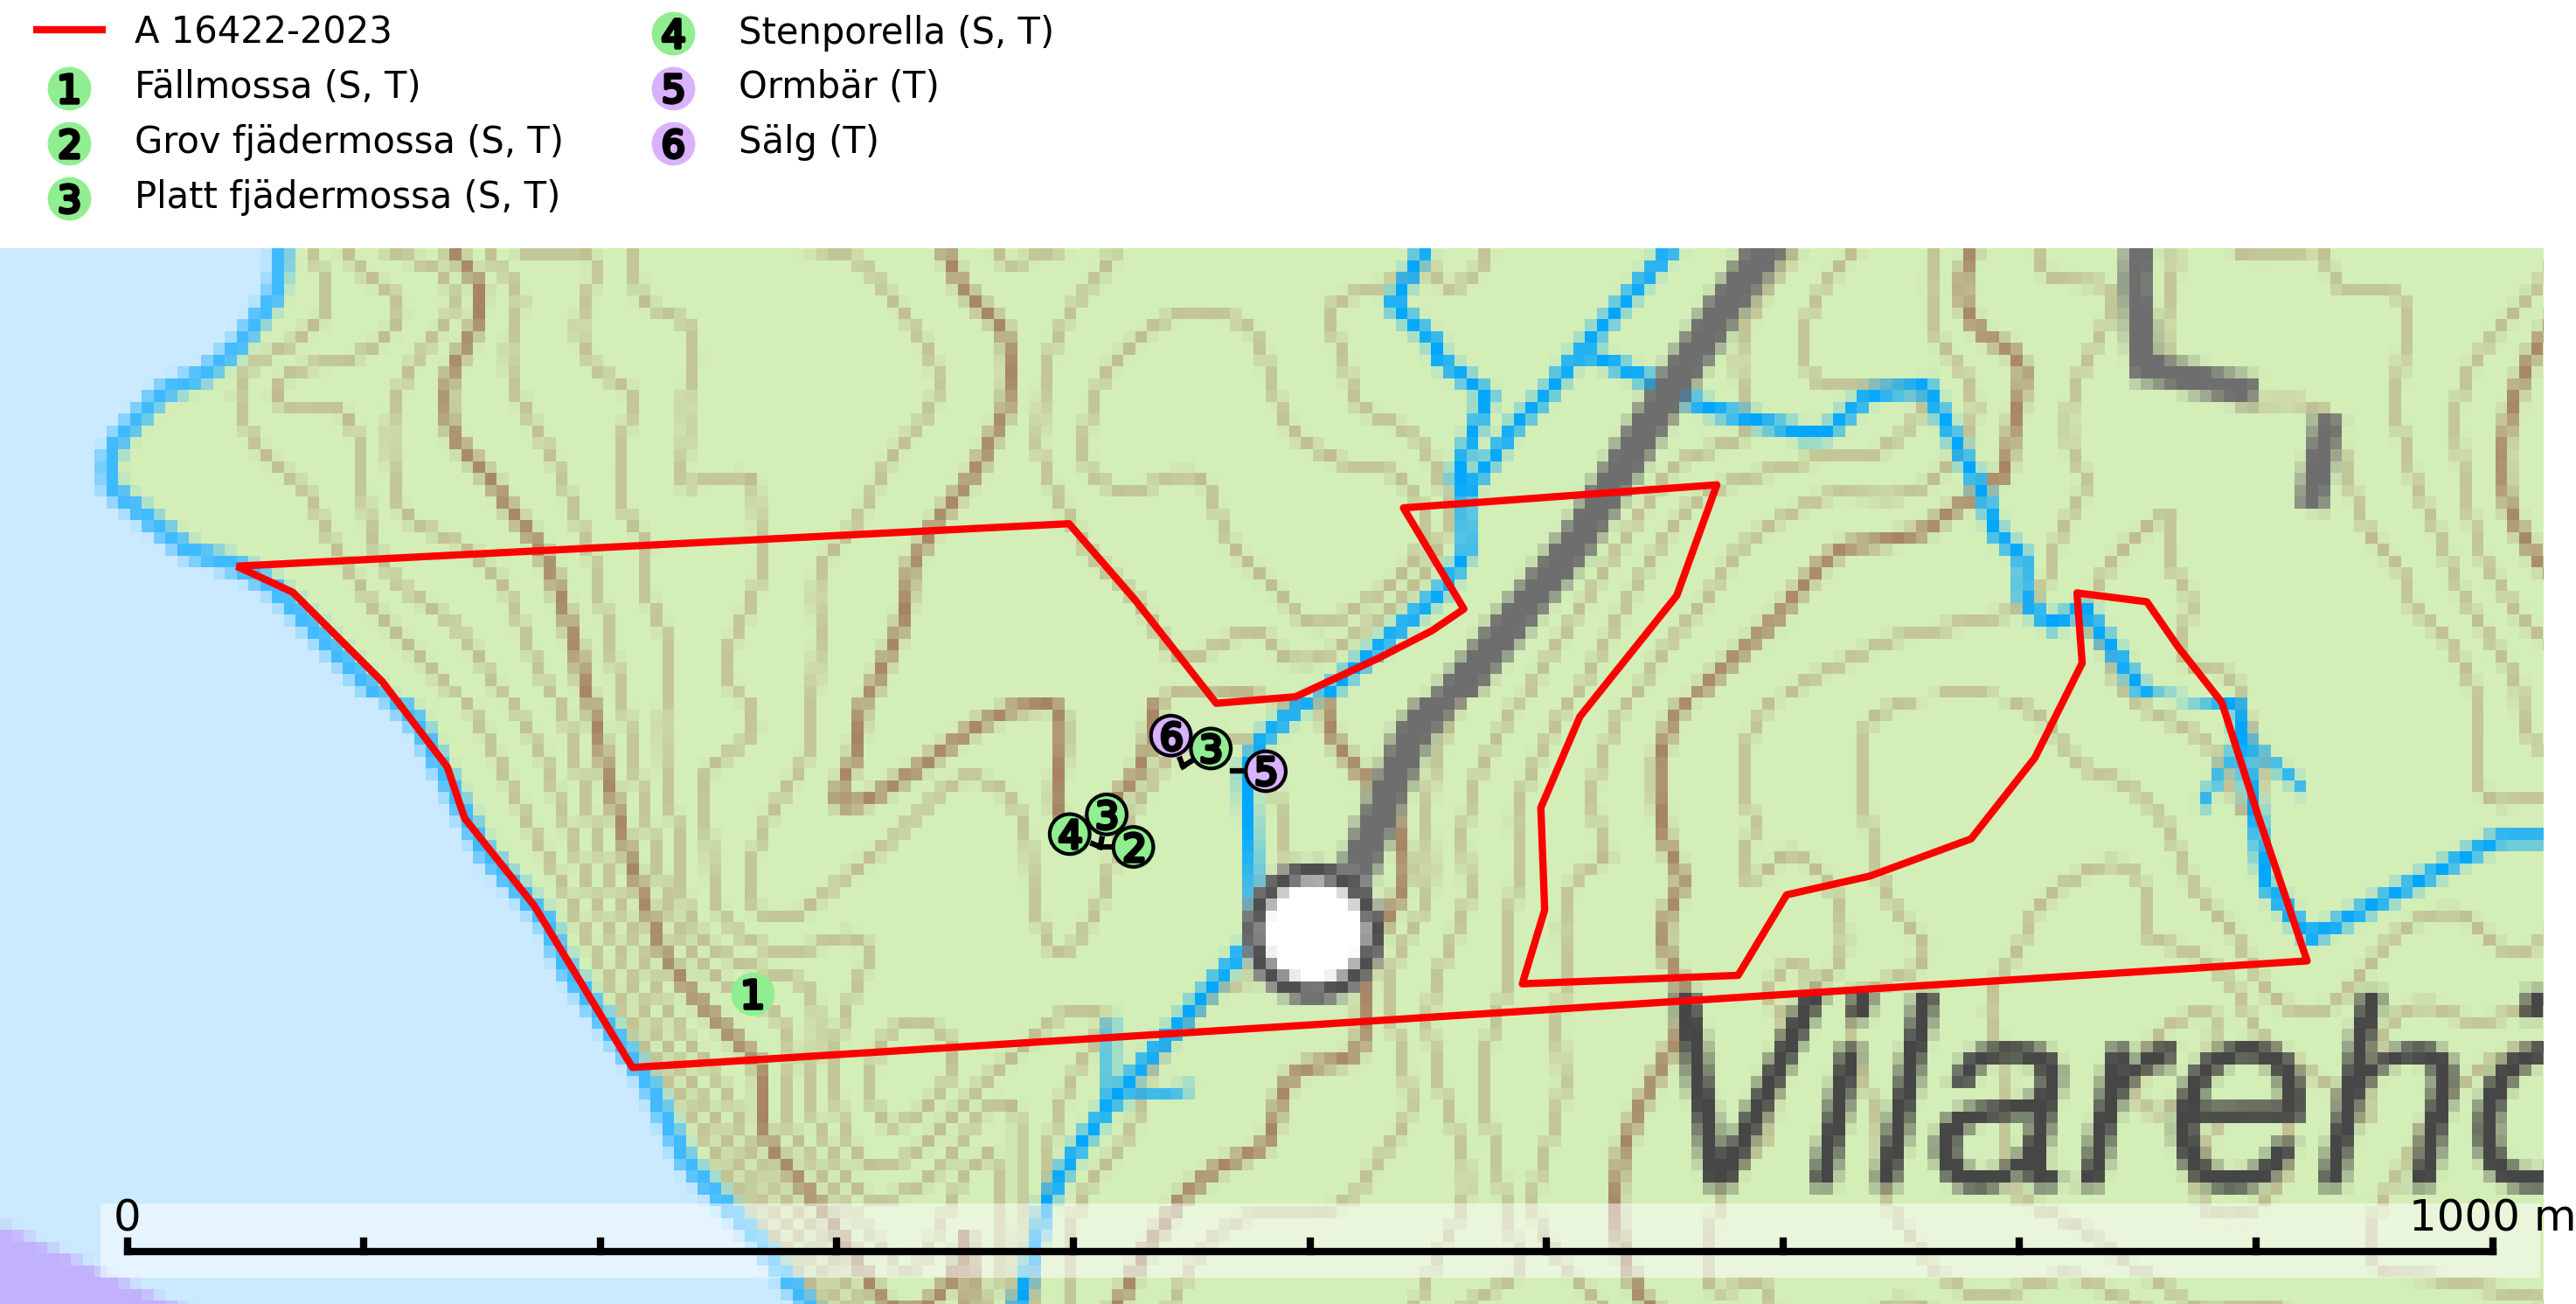 A 16422-2023
1 Fällmossa (S, T)
2 Grov fjädermossa (S, T)
3 Platt fjädermossa (S, T)
4 Stenporella (S, T)
5 Ormbär (T)
6 Sälg (T)
6
3
5
3
4
2
1
0
1000 m